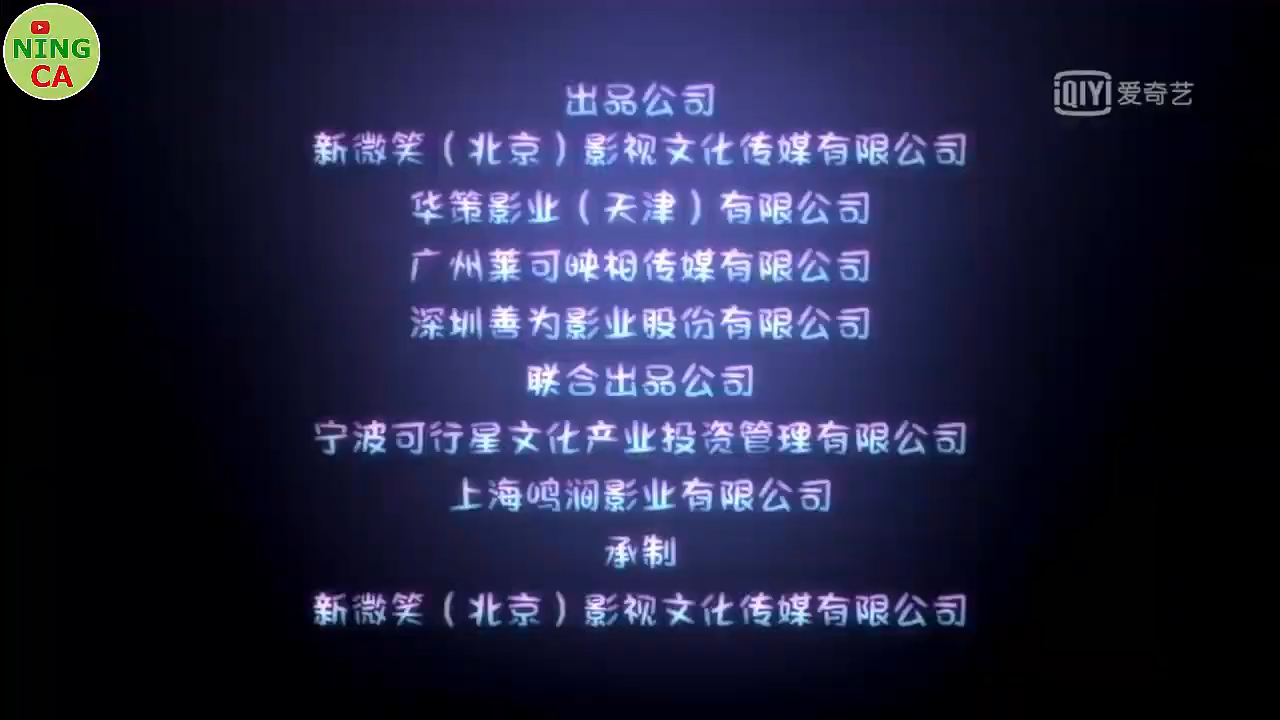 NING
CA
iQIYI 爱奇艺
出品公司
新微笑（北京）影视文化传媒有限公司
华策影业（天津）有限公司
广州莱可映相传媒有限公司
深圳善为影业股份有限公司
联合出品公司
宁波可行星文化产业投资管理有限公司
上海鸣涧影业有限公司
承制
新微笑（北京）影视文化传媒有限公司